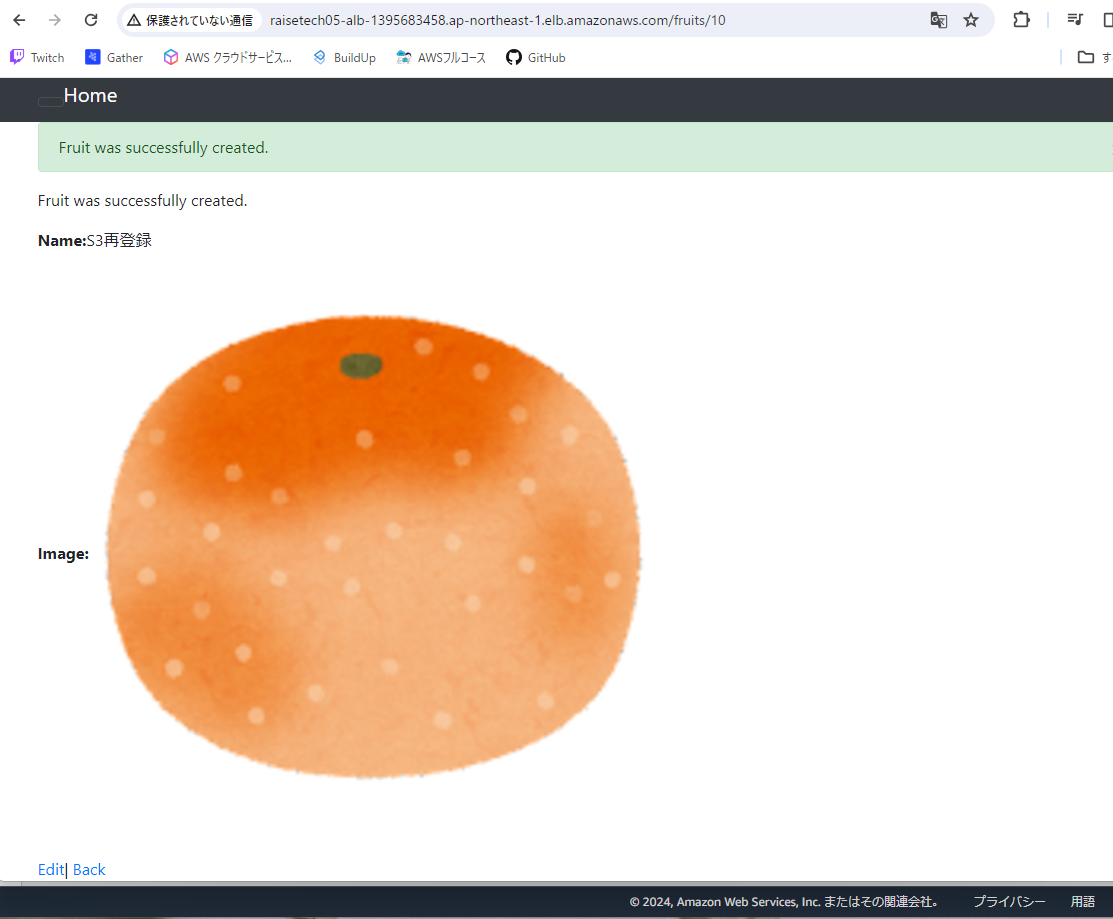 保護されていない通信 raisetech05-alb-1395683458.ap-northeast-1.elb.amazonaws.com/fruits/10
Twitch Gather AWS クラウドサービス... BuildUp AWSフルコース GitHub す
Home
Fruit was successfully created.
Fruit was successfully created.
Name:S3再登録
Image:
Edit| Back
© 2024, Amazon Web Services, Inc. またはその関連会社。 プライバシー 用語